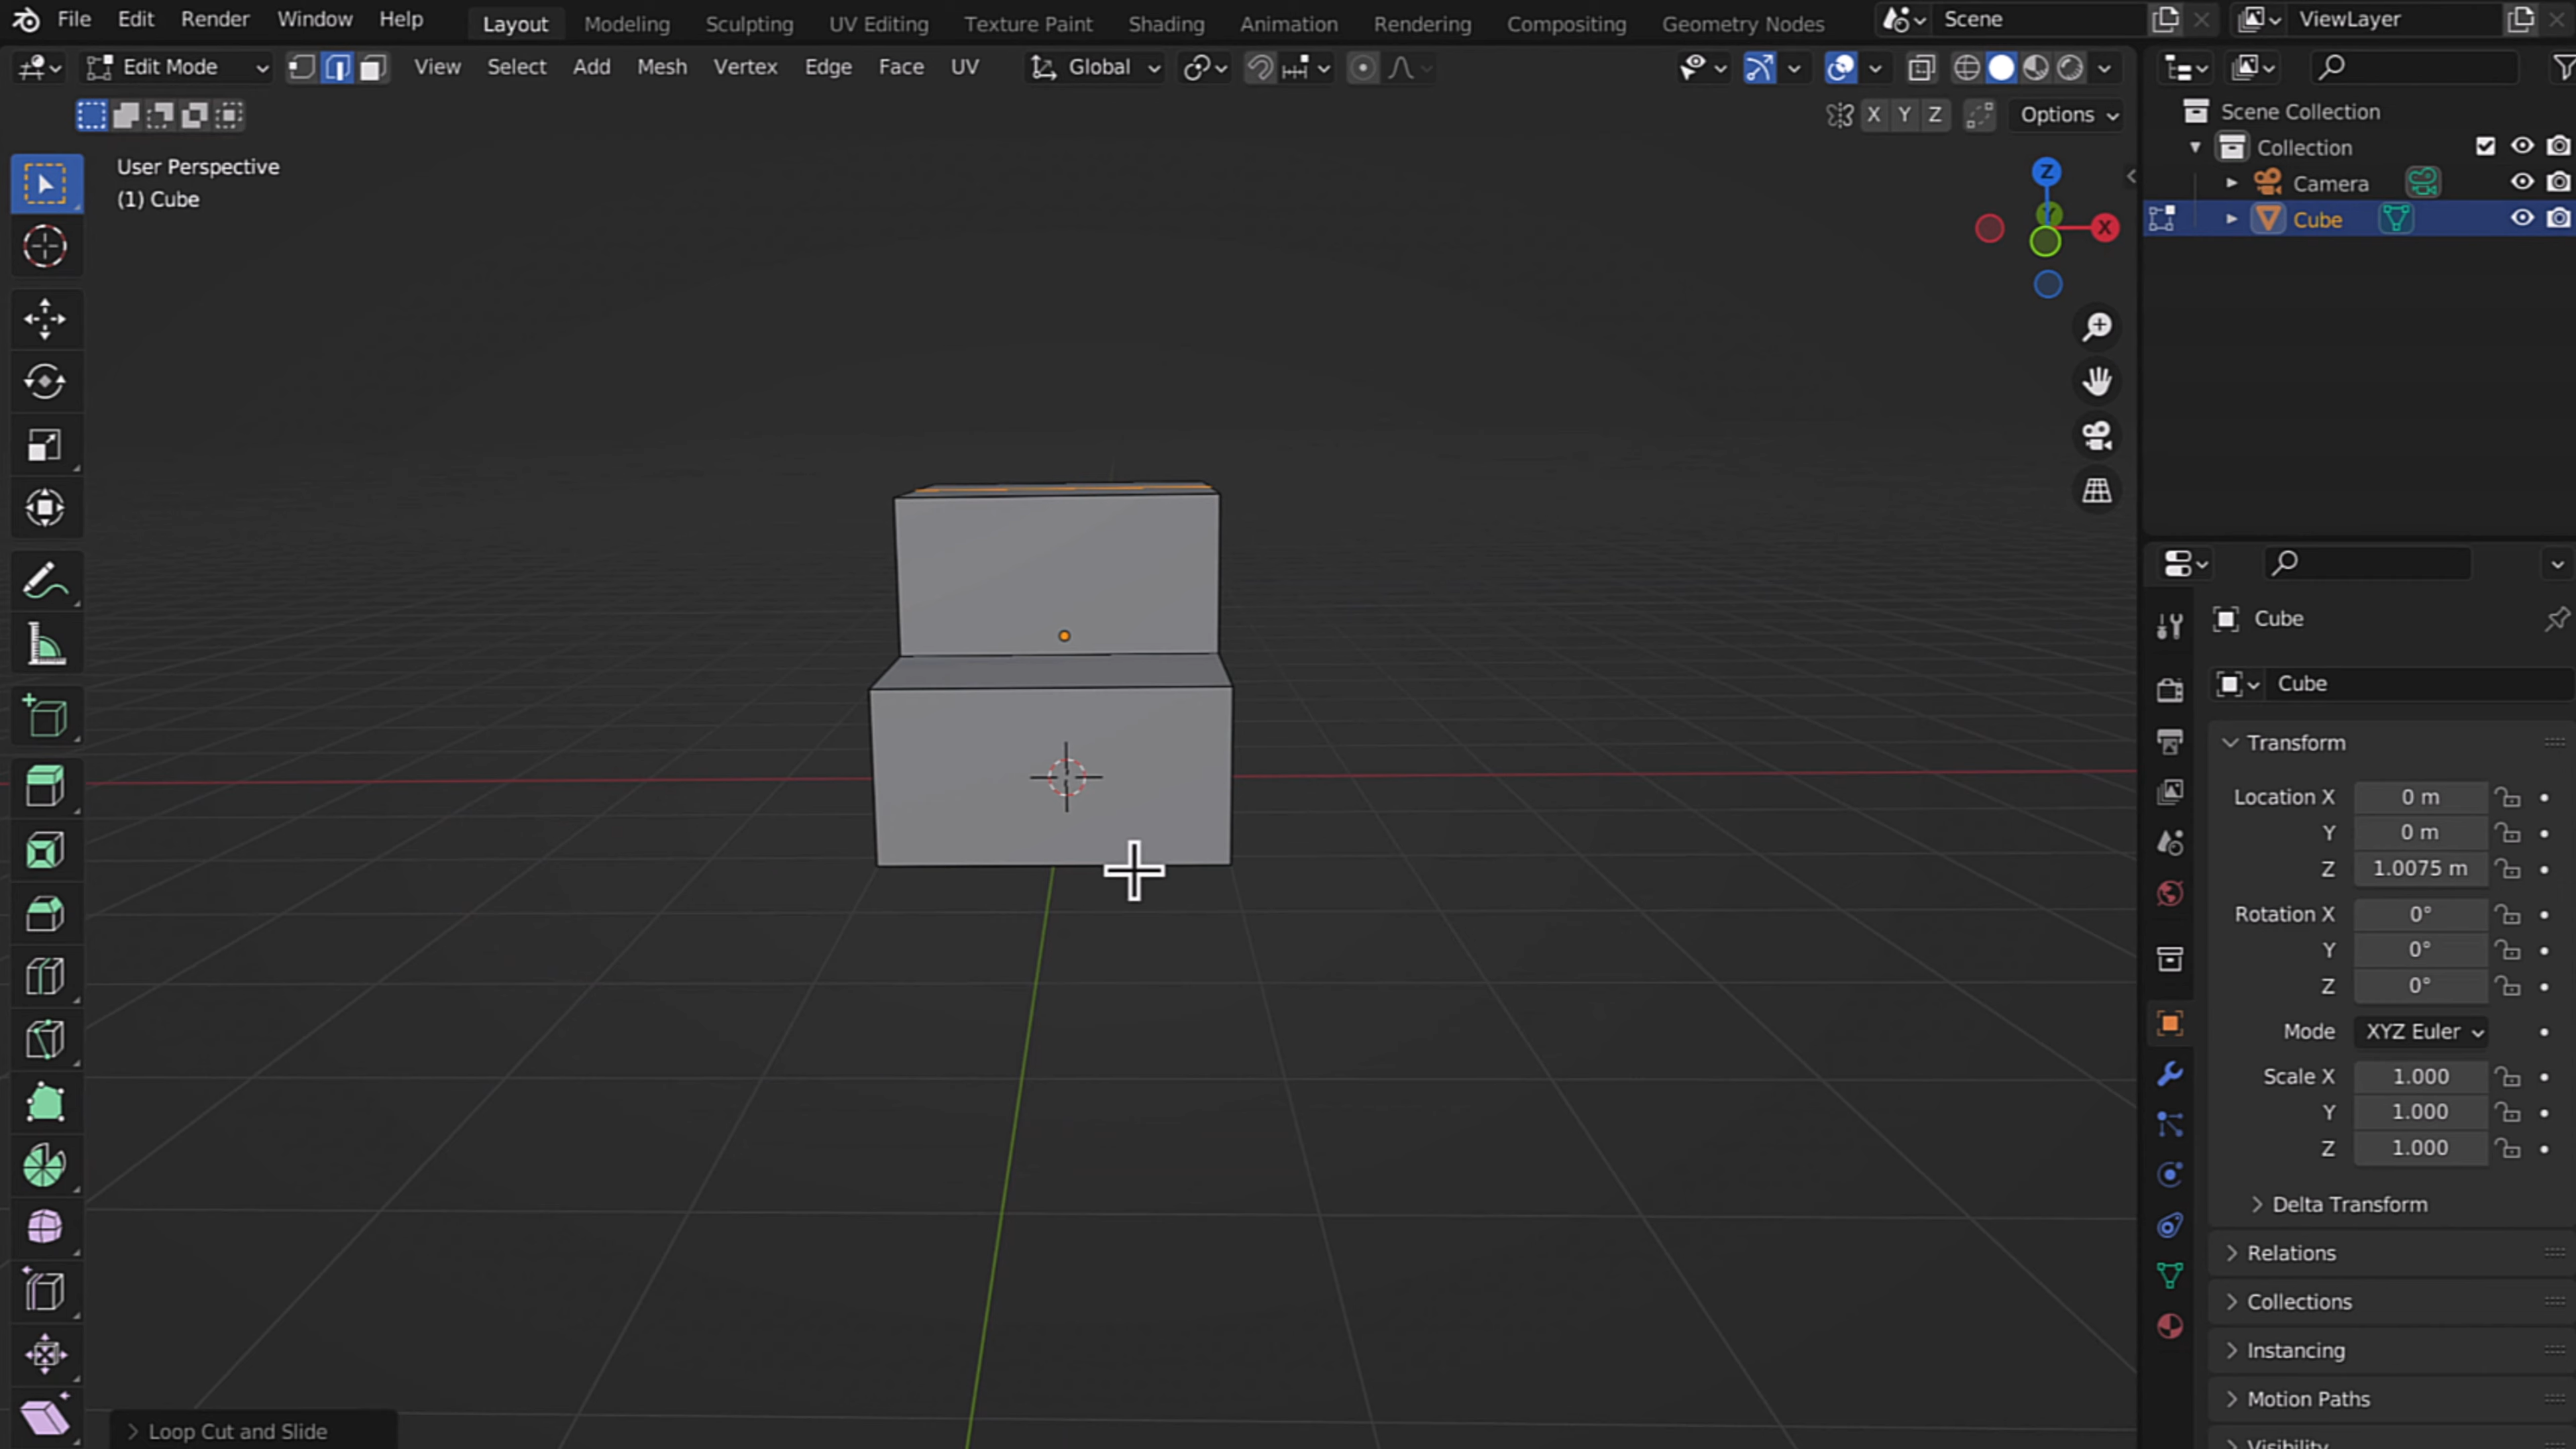 File Edit Render Window Help Layout Modeling Sculpting UV Editing Texture Paint Shading Animation Rendering Compositing Geometry Nodes Scene ViewLayer
Edit Mode View Select Add Mesh Vertex Edge Face UV Global
X Y Z Options
User Perspective
(1) Cube
Z
Y
X
Scene Collection
Collection
Camera
Cube
Cube
Cube
Transform
Location X 0 m
Y 0 m
Z 1.0075 m
Rotation X 0°
Y 0°
Z 0°
Mode XYZ Euler
Scale X 1.000
Y 1.000
Z 1.000
Delta Transform
Relations
Collections
Instancing
Motion Paths
Visibility
Loop Cut and Slide